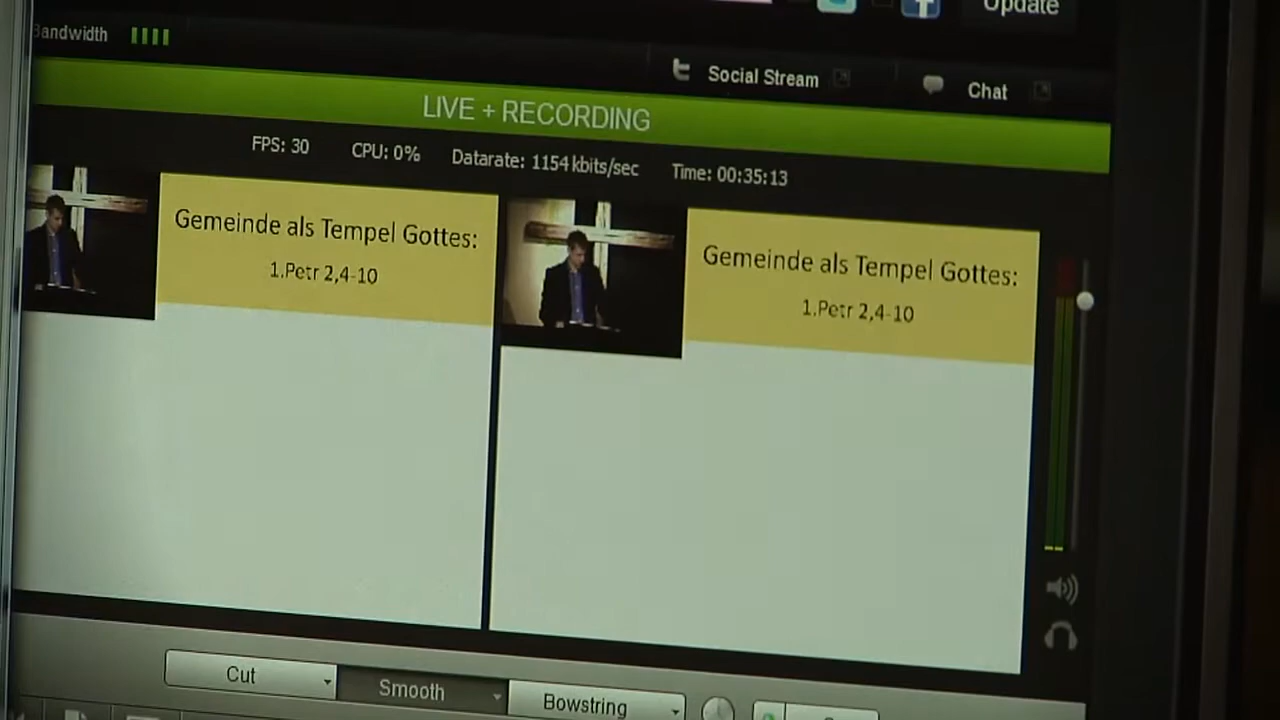 Update
Bandwidth
Social Stream
Chat
LIVE + RECORDING
FPS: 30 CPU: 0% Datarate: 1154 kbits/sec Time: 00:35:13
Gemeinde als Tempel Gottes:
1.Petr 2,4-10
Gemeinde als Tempel Gottes:
1.Petr 2,4-10
Cut
Smooth
Bowstring